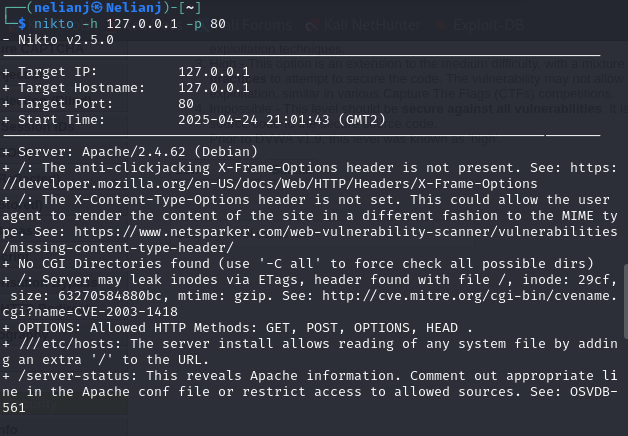 (nelianj㉿Nelianj)-[~]
$ nikto -h 127.0.0.1 -p 80
- Nikto v2.5.0
+ Target IP: 127.0.0.1
+ Target Hostname: 127.0.0.1
+ Target Port: 80
+ Start Time: 2025-04-24 21:01:43 (GMT2)
+ Server: Apache/2.4.62 (Debian)
+ /: The anti-clickjacking X-Frame-Options header is not present. See: https:
//developer.mozilla.org/en-US/docs/Web/HTTP/Headers/X-Frame-Options
+ /: The X-Content-Type-Options header is not set. This could allow the user
agent to render the content of the site in a different fashion to the MIME ty
pe. See: https://www.netsparker.com/web-vulnerability-scanner/vulnerabilities
/missing-content-type-header/
+ No CGI Directories found (use '-C all' to force check all possible dirs)
+ /: Server may leak inodes via ETags, header found with file /, inode: 29cf,
size: 63270584880bc, mtime: gzip. See: http://cve.mitre.org/cgi-bin/cvename.
cgi?name=CVE-2003-1418
+ OPTIONS: Allowed HTTP Methods: GET, POST, OPTIONS, HEAD .
+ ///etc/hosts: The server install allows reading of any system file by addin
g an extra '/' to the URL.
+ /server-status: This reveals Apache information. Comment out appropriate li
ne in the Apache conf file or restrict access to allowed sources. See: OSVDB-
561